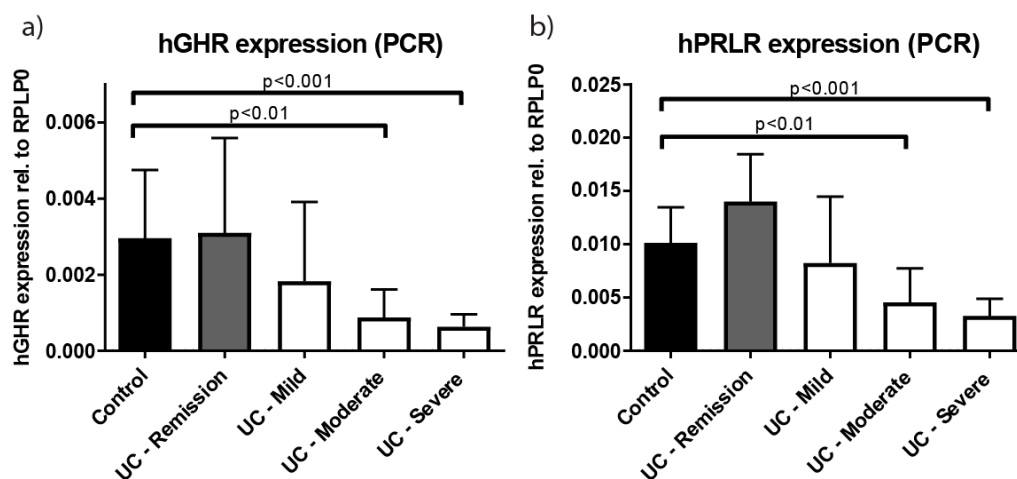 a)
hGHR expression (PCR)
hGHR expression rel. to RPLP0
p<0.001
p<0.01
0.006
0.004
0.002
0.000
Control
UC - Remission
UC - Mild
UC - Moderate
UC - Severe
b)
hPRLR expression (PCR)
hPRLR expression rel. to RPLP0
p<0.001
p<0.01
0.025
0.020
0.015
0.010
0.005
0.000
Control
UC - Remission
UC - Mild
UC - Moderate
UC - Severe